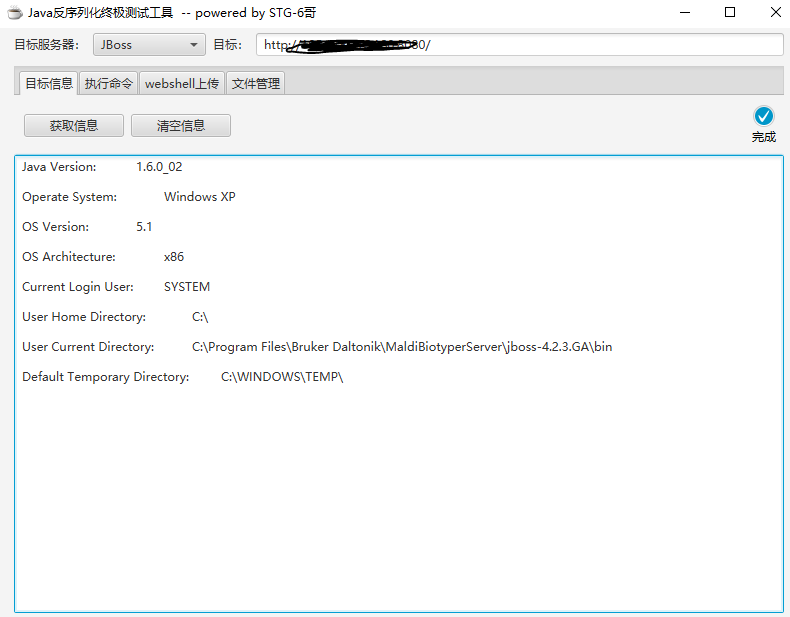 Java反序列化终极测试工具 -- powered by STG-6哥
目标服务器： JBoss 目标： http:/
目标信息 执行命令 webshell上传 文件管理
获取信息 清空信息
完成
Java Version: 1.6.0_02
Operate System: Windows XP
OS Version: 5.1
OS Architecture: x86
Current Login User: SYSTEM
User Home Directory: C:\
User Current Directory: C:\Program Files\Bruker Daltonik\MaldiBiotyperServer\jboss-4.2.3.GA\bin
Default Temporary Directory: C:\WINDOWS\TEMP\